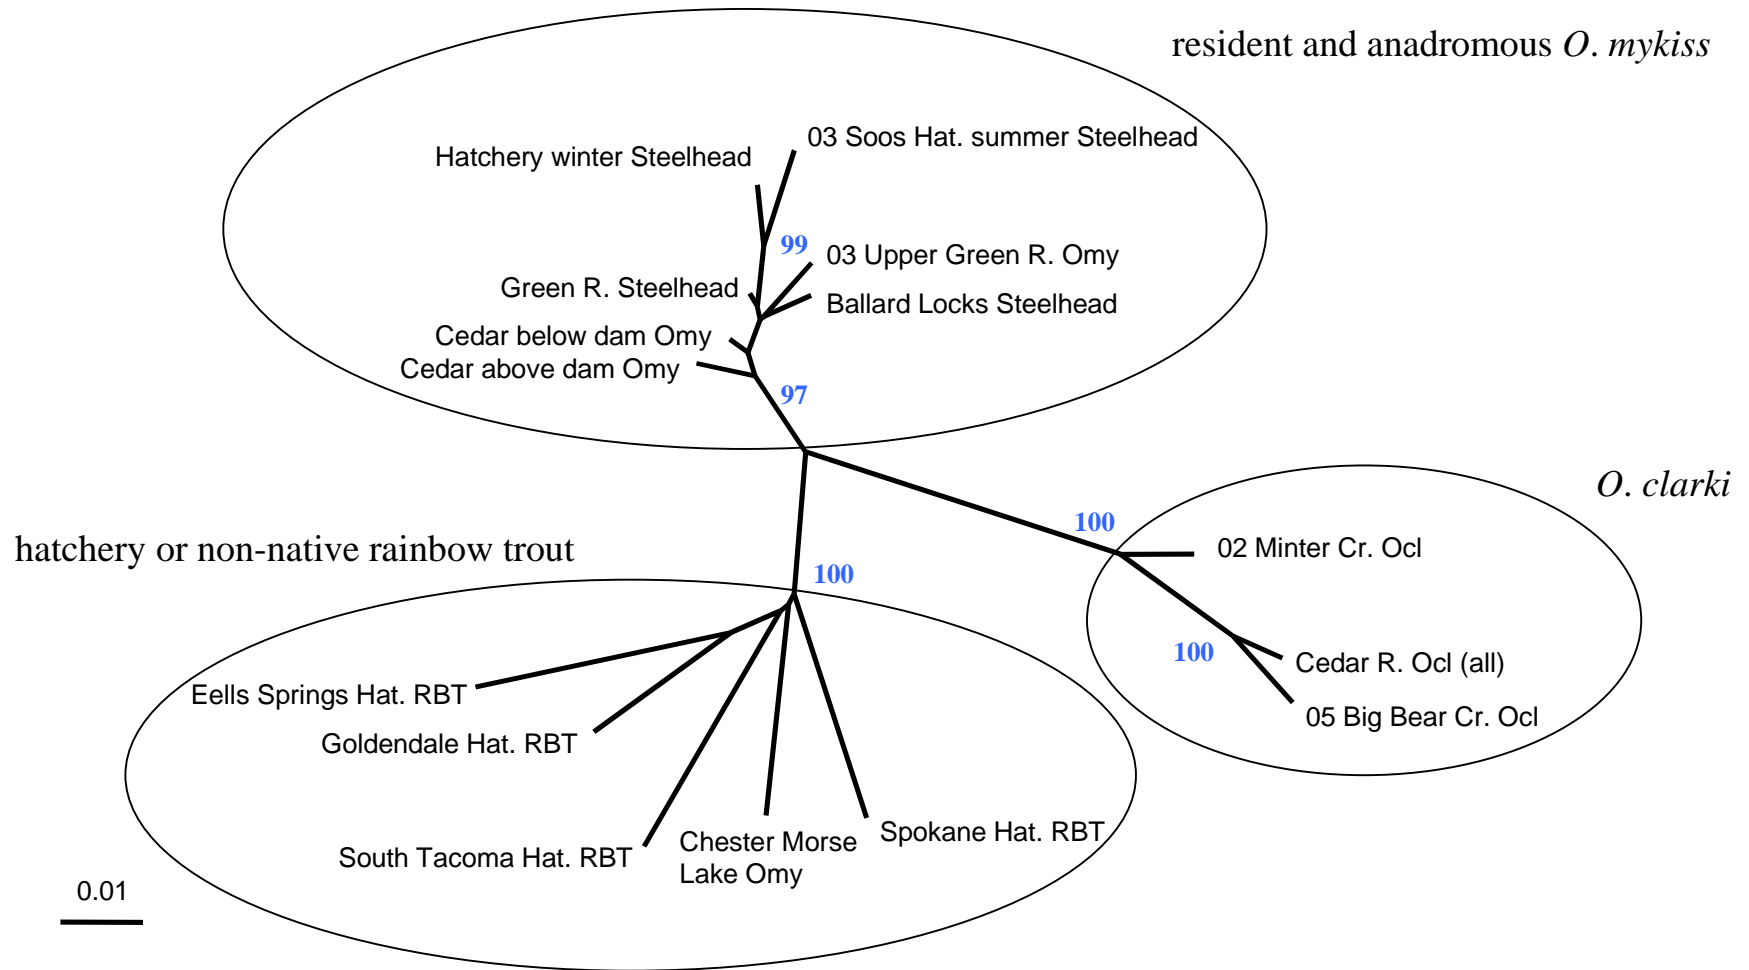 resident and anadromous O. mykiss
03 Soos Hat. summer Steelhead
Hatchery winter Steelhead
99
03 Upper Green R. Omy
Green R. Steelhead
Ballard Locks Steelhead
Cedar below dam Omy
Cedar above dam Omy
97
O. clarki
100
02 Minter Cr. Ocl
hatchery or non-native rainbow trout
100
100
Cedar R. Ocl (all)
Eells Springs Hat. RBT
05 Big Bear Cr. Ocl
Goldendale Hat. RBT
Spokane Hat. RBT
Chester Morse
Lake Omy
South Tacoma Hat. RBT
0.01